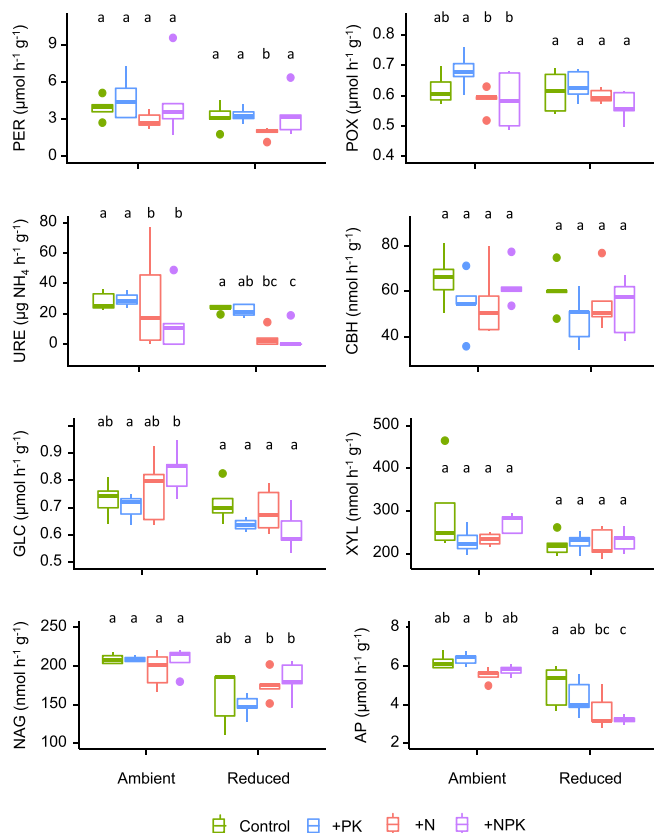 a a a a
a a b a
PER (µmol h⁻¹ g⁻¹)
9
6
3
0
ab a b b
a a a a
POX (µmol h⁻¹ g⁻¹)
0.8
0.7
0.6
0.5
0.4
a a b b
a ab bc c
URE (µg NH₄ h⁻¹ g⁻¹)
80
60
40
20
0
a a a a
a a a a
CBH (nmol h⁻¹ g⁻¹)
80
60
40
ab a ab b
a a a a
GLC (µmol h⁻¹ g⁻¹)
0.9
0.8
0.7
0.6
0.5
a a a a
a a a a
XYL (nmol h⁻¹ g⁻¹)
500
400
300
200
a a a a
ab a b b
NAG (nmol h⁻¹ g⁻¹)
250
200
150
100
ab a b ab
a ab bc c
AP (µmol h⁻¹ g⁻¹)
8
6
4
2
Ambient Reduced
Ambient Reduced
Control +PK +N +NPK